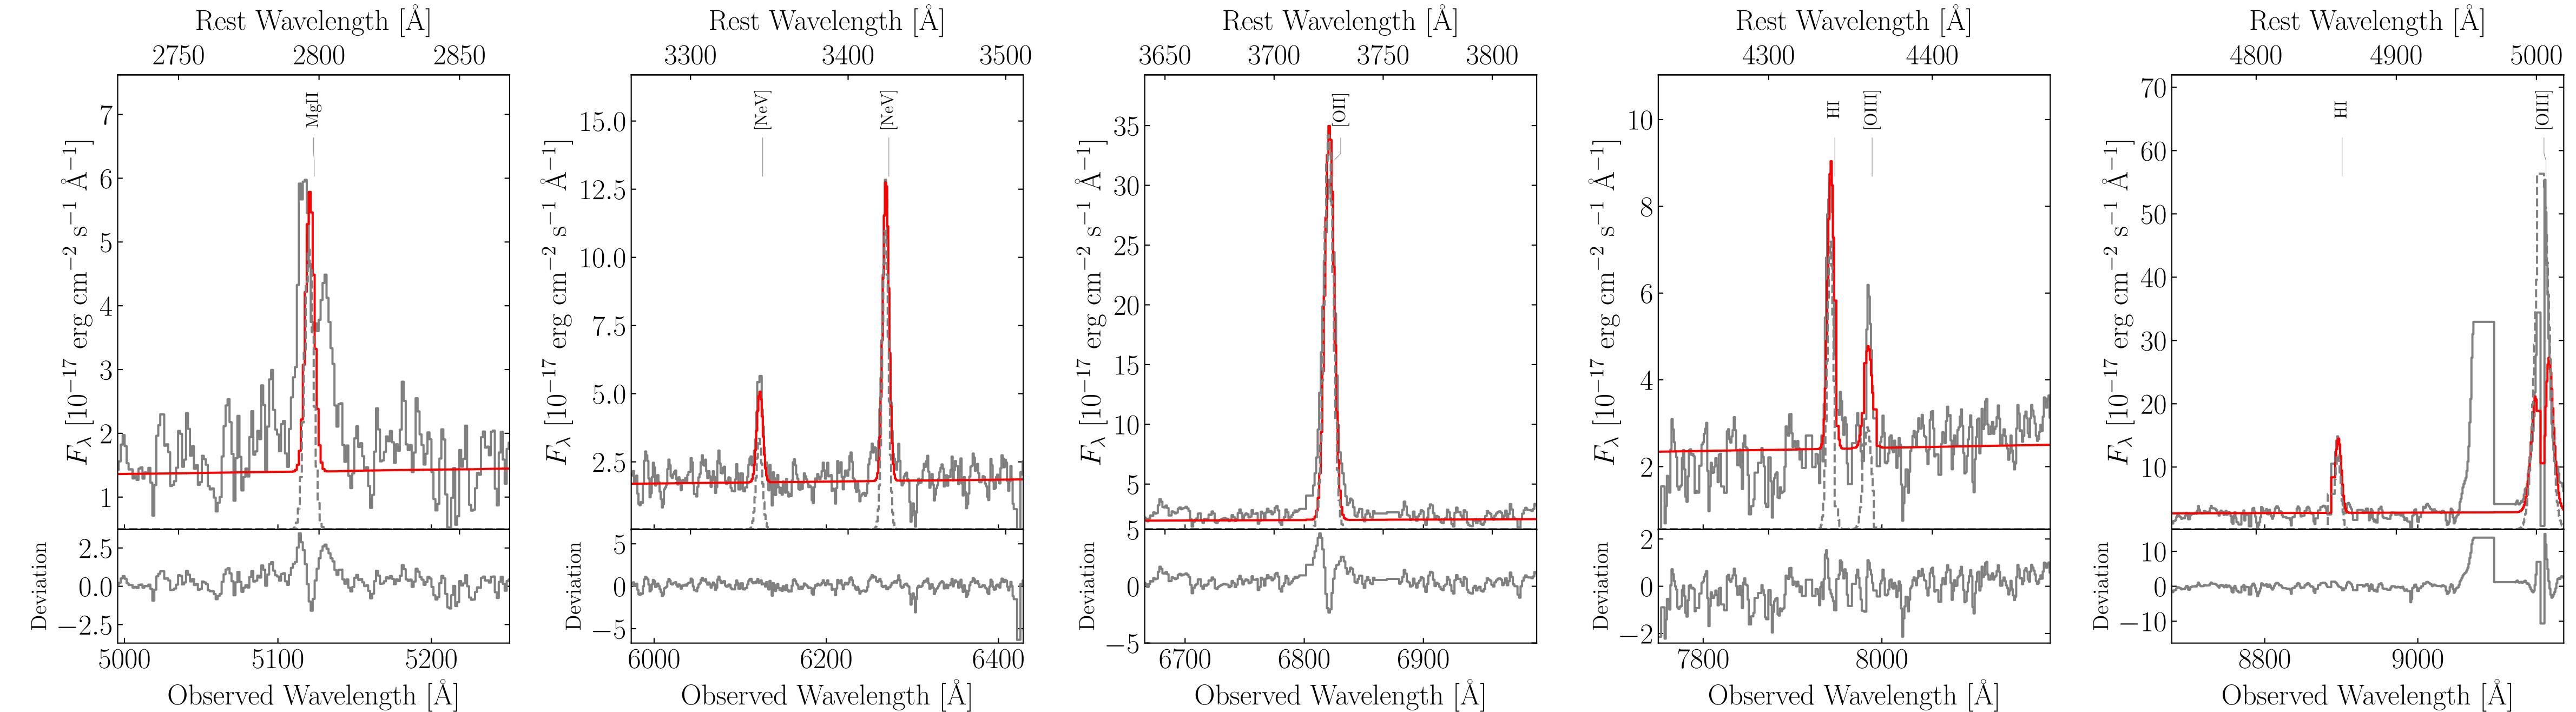 Rest Wavelength [Å]
2750 2800 2850
MgII
7
6
5
4
3
2
1
F_λ [10⁻¹⁷ erg cm⁻² s⁻¹ Å⁻¹]
2.5
0.0
−2.5
Deviation
5000 5100 5200
Observed Wavelength [Å]
Rest Wavelength [Å]
3300 3400 3500
[NeV] [NeV]
15.0
12.5
10.0
7.5
5.0
2.5
F_λ [10⁻¹⁷ erg cm⁻² s⁻¹ Å⁻¹]
5
0
−5
Deviation
6000 6200 6400
Observed Wavelength [Å]
Rest Wavelength [Å]
3650 3700 3750 3800
[OII]
35
30
25
20
15
10
5
F_λ [10⁻¹⁷ erg cm⁻² s⁻¹ Å⁻¹]
5
0
−5
Deviation
6700 6800 6900
Observed Wavelength [Å]
Rest Wavelength [Å]
4300 4400
HI [OIII]
10
8
6
4
2
F_λ [10⁻¹⁷ erg cm⁻² s⁻¹ Å⁻¹]
2
0
−2
Deviation
7800 8000
Observed Wavelength [Å]
Rest Wavelength [Å]
4800 4900 5000
HI [OIII]
70
60
50
40
30
20
10
F_λ [10⁻¹⁷ erg cm⁻² s⁻¹ Å⁻¹]
10
0
−10
Deviation
8800 9000
Observed Wavelength [Å]